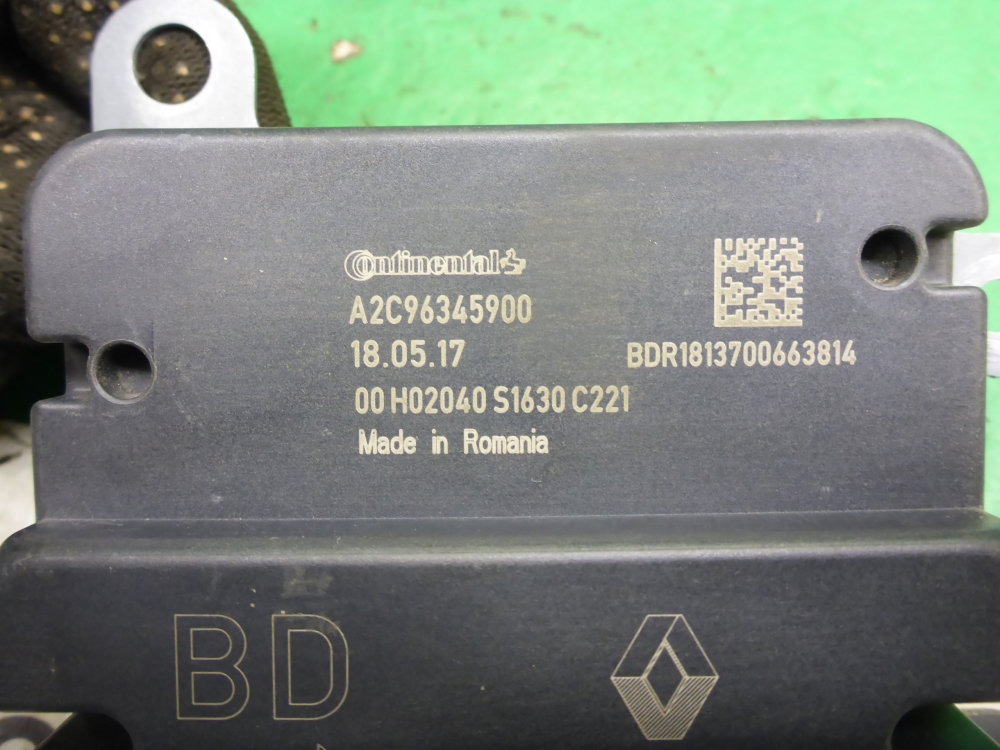 Continental
A2C96345900
18.05.17
BDR1813700663814
00 H02040 S1630 C221
Made in Romania
BD